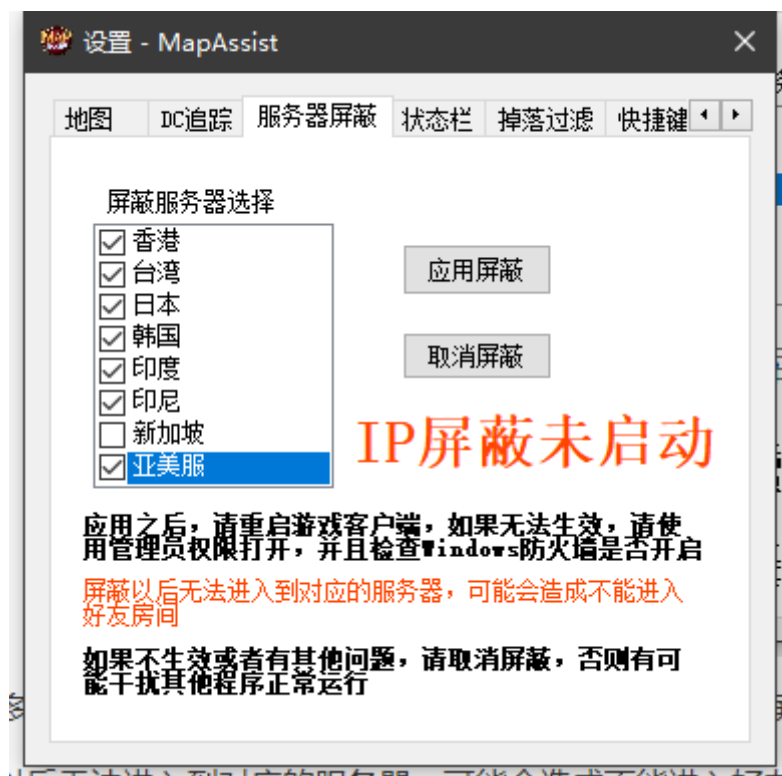 设置 - MapAssist
地图 DC追踪 服务器屏蔽 状态栏 掉落过滤 快捷键
屏蔽服务器选择
香港
台湾
日本
韩国
印度
印尼
新加坡
亚美服
应用屏蔽
取消屏蔽
IP屏蔽未启动
应用之后，请重启游戏客户端，如果无法生效，请使
用管理员权限打开，并且检查Windows防火墙是否开启
屏蔽以后无法进入到对应的服务器，可能会造成不能进入
好友房间
如果不生效或者有其他问题，请取消屏蔽，否则有可
能干扰其他程序正常运行